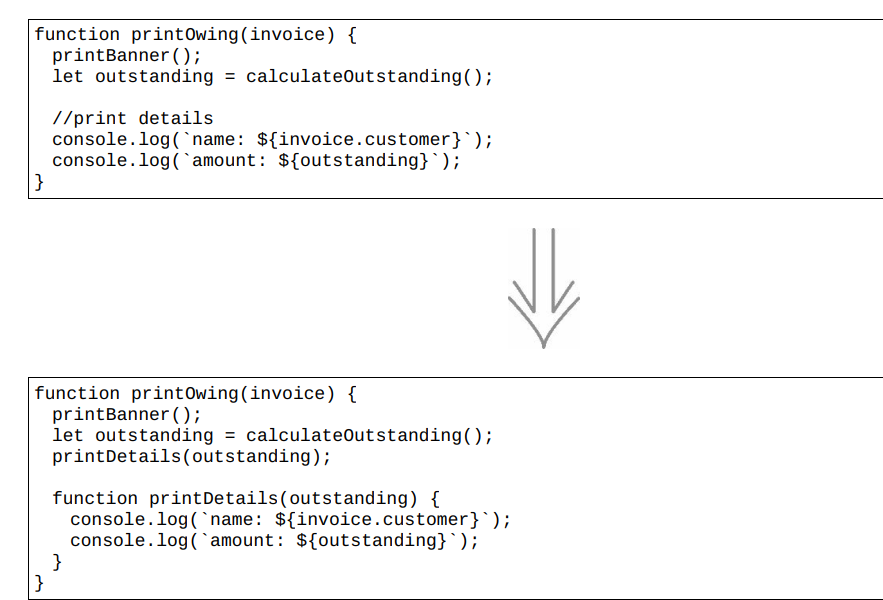 function printOwing(invoice) {
  printBanner();
  let outstanding = calculateOutstanding();

  //print details
  console.log(`name: ${invoice.customer}`);
  console.log(`amount: ${outstanding}`);
}
function printOwing(invoice) {
  printBanner();
  let outstanding = calculateOutstanding();
  printDetails(outstanding);

  function printDetails(outstanding) {
    console.log(`name: ${invoice.customer}`);
    console.log(`amount: ${outstanding}`);
  }
}